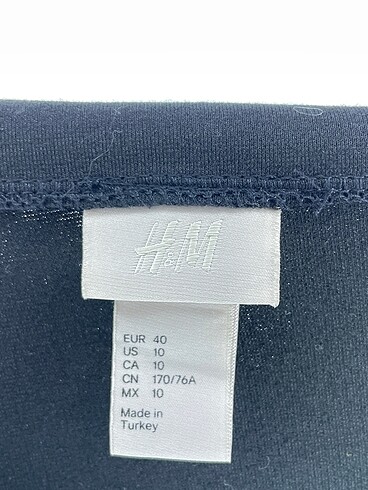 H&M
EUR 40
US 10
CA 10
CN 170/76A
MX 10
Made in
Turkey